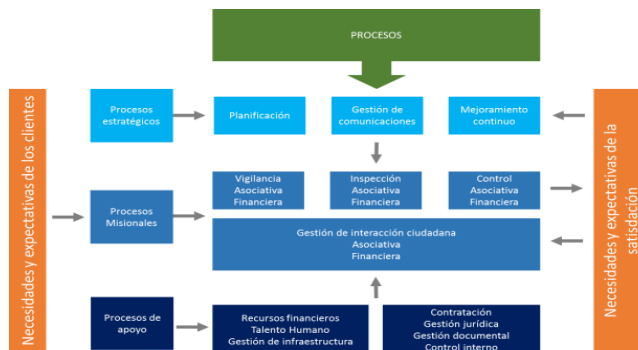 PROCESOS
Necesidades y expectativas de los clientes
Procesos
estratégicos
Planificación
Gestión de
comunicaciones
Mejoramiento
continuo
Necesidades y expectativas de la
satisdación
Procesos
Misionales
Vigilancia
Asociativa
Financiera
Inspección
Asociativa
Financiera
Control
Asociativa
Financiera
Gestión de interacción ciudadana
Asociativa
Financiera
Procesos
de apoyo
Recursos financieros
Talento Humano
Gestión de infraestructura
Contratación
Gestión jurídica
Gestión documental
Control interno